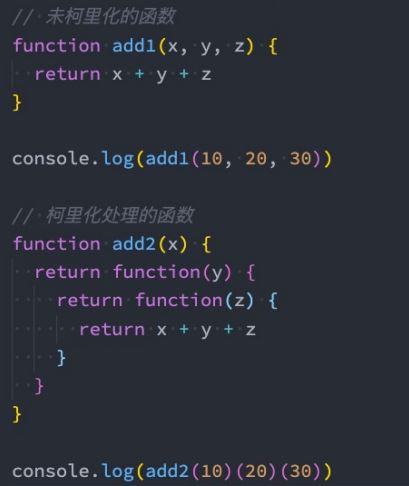 // 未柯里化的函数
function add1(x, y, z) {
  return x + y + z
}

console.log(add1(10, 20, 30))

// 柯里化处理的函数
function add2(x) {
  return function(y) {
    return function(z) {
      return x + y + z
    }
  }
}

console.log(add2(10)(20)(30))